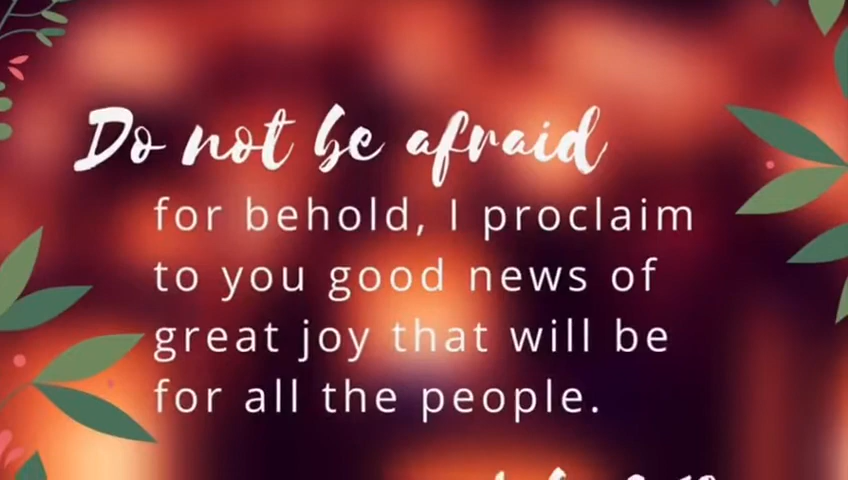 Do not be afraid
for behold, I proclaim
to you good news of
great joy that will be
for all the people.